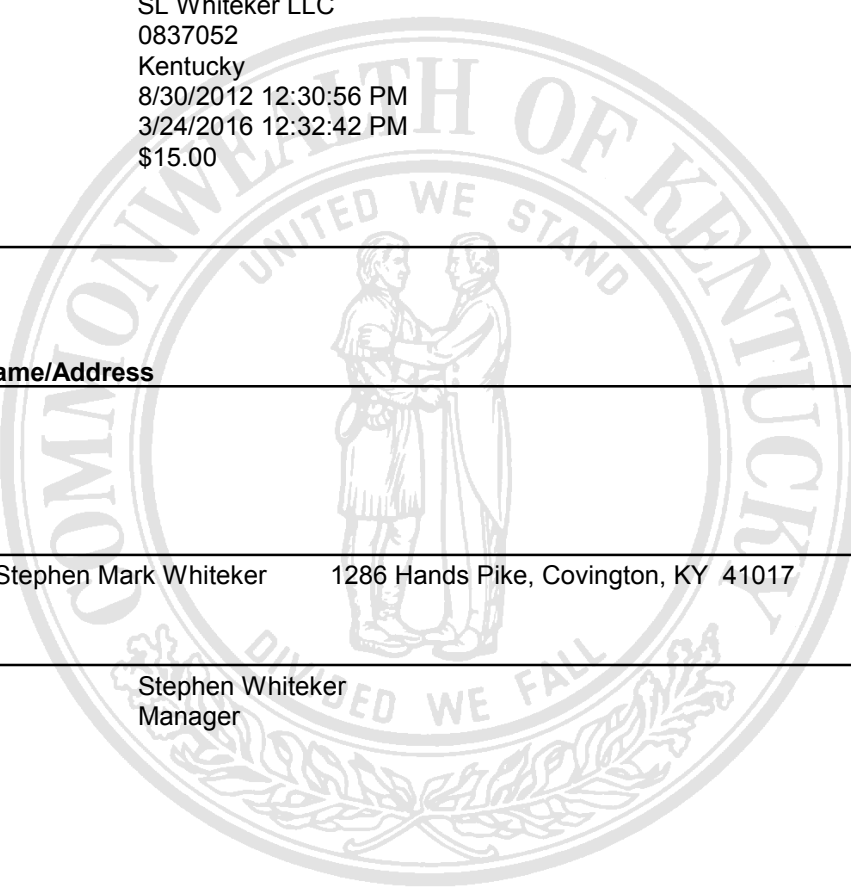 SL Whiteker LLC
0837052
Kentucky
8/30/2012 12:30:56 PM
3/24/2016 12:32:42 PM
$15.00
COMMONWEALTH OF KENTUCKY
UNITED WE STAND
ame/Address
Stephen Mark Whiteker 1286 Hands Pike, Covington, KY 41017
DIVIDED WE FALL
Stephen Whiteker
Manager